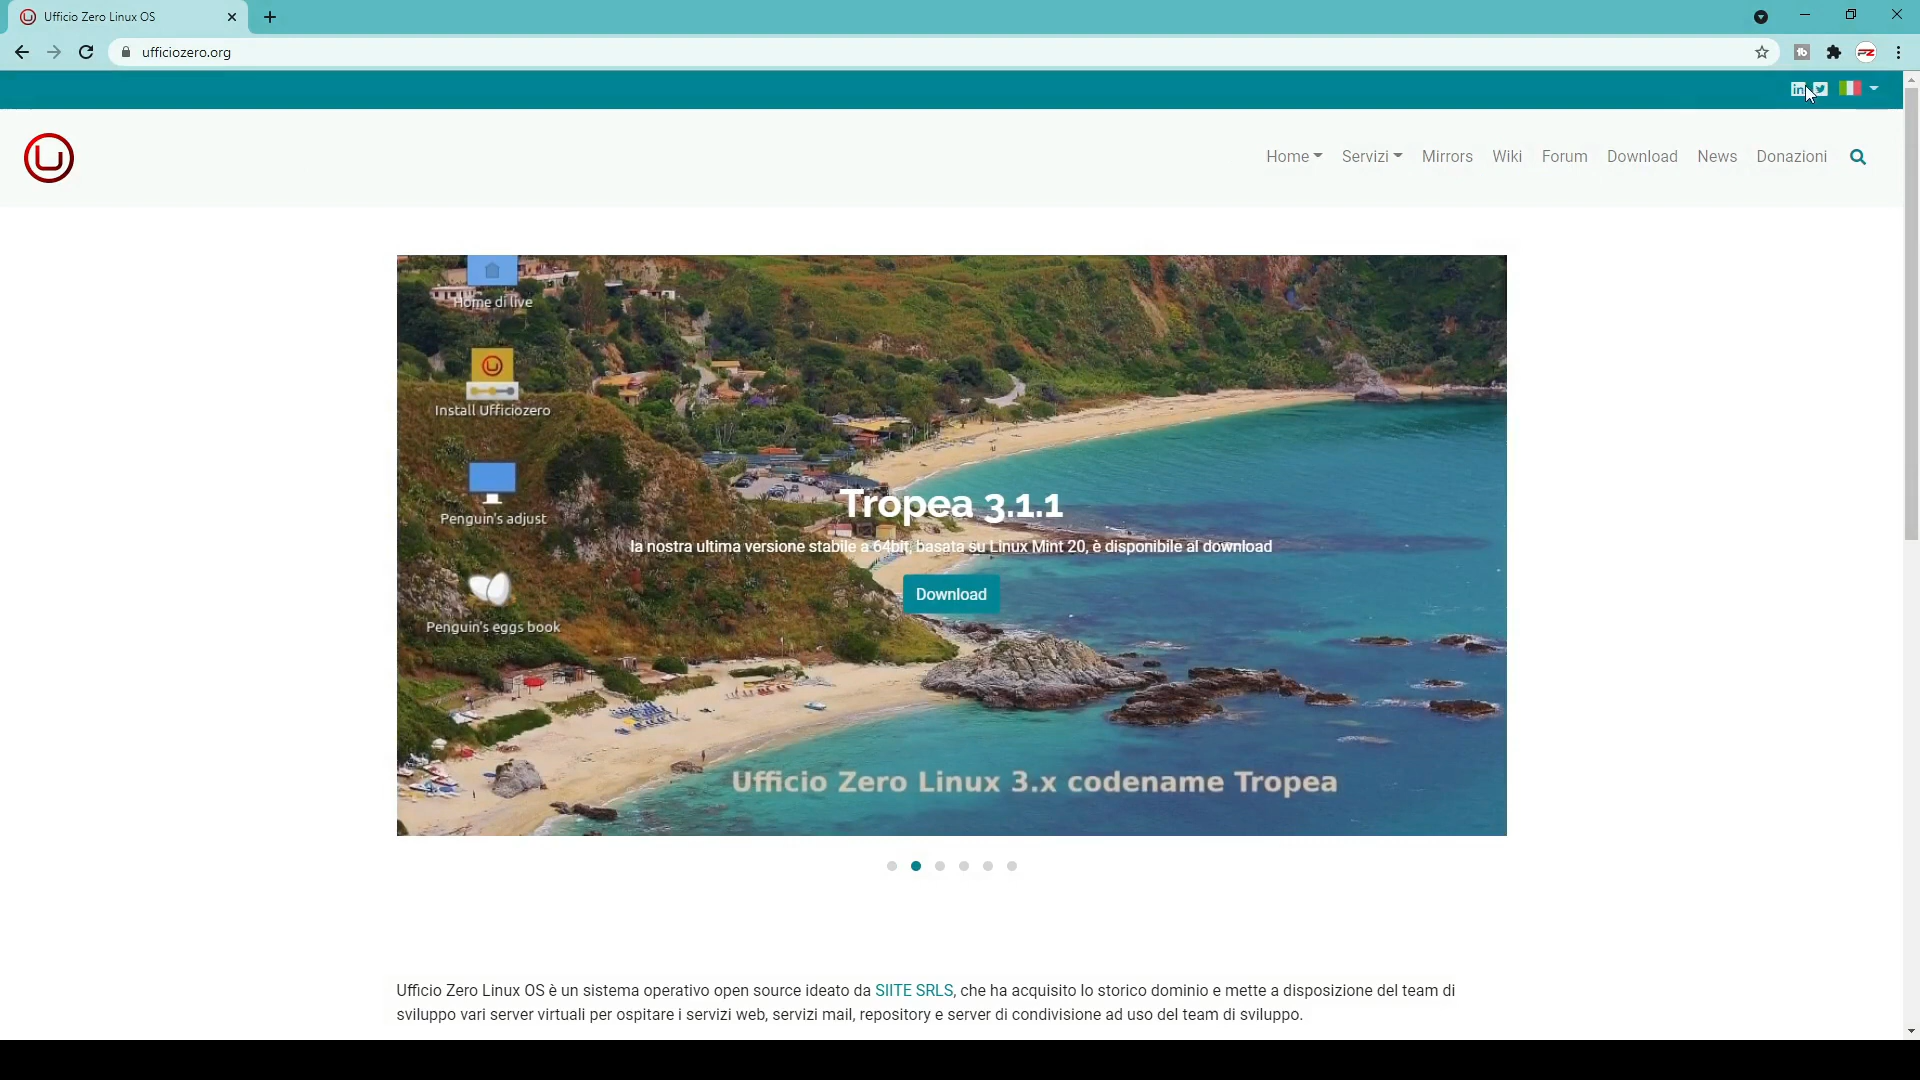 Ufficio Zero Linux OS
ufficiozero.org
Home Servizi Mirrors Wiki Forum Download News Donazioni
Home di live
Install Ufficiozero
Penguin's adjust
Penguin's eggs book
Tropea 3.1.1
la nostra ultima versione stabile a 64bit, basata su Linux Mint 20, è disponibile al download
Download
Ufficio Zero Linux 3.x codename Tropea
Ufficio Zero Linux OS è un sistema operativo open source ideato da SIITE SRLS, che ha acquisito lo storico dominio e mette a disposizione del team di
sviluppo vari server virtuali per ospitare i servizi web, servizi mail, repository e server di condivisione ad uso del team di sviluppo.